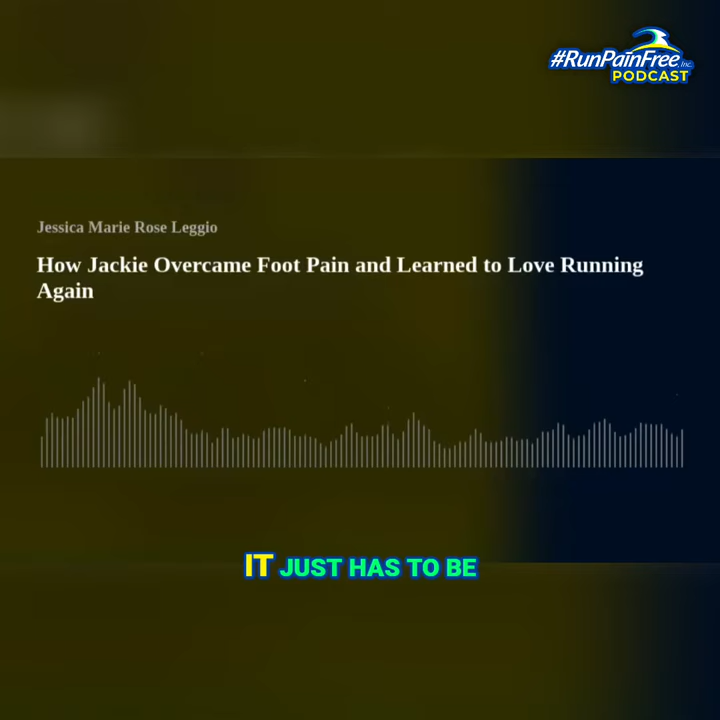 #RunPainFree, Inc.
PODCAST
Jessica Marie Rose Leggio
How Jackie Overcame Foot Pain and Learned to Love Running
Again
IT JUST HAS TO BE